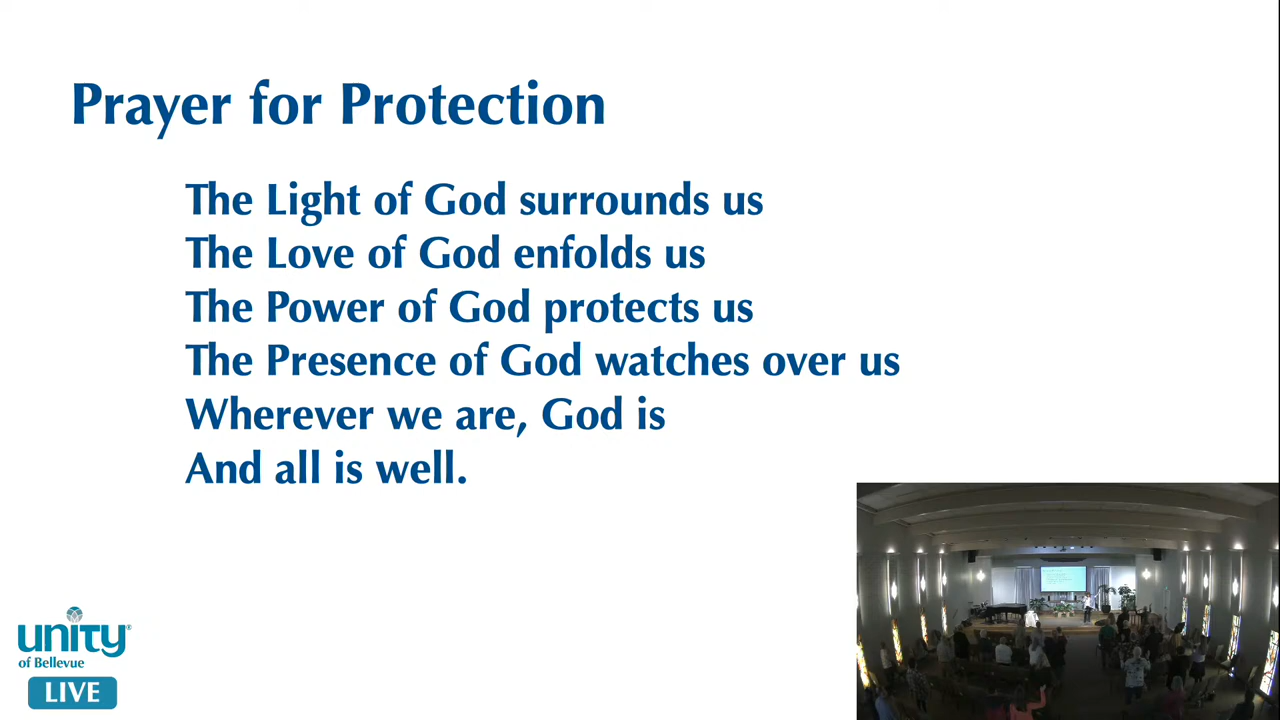 Prayer for Protection
The Light of God surrounds us
The Love of God enfolds us
The Power of God protects us
The Presence of God watches over us
Wherever we are, God is
And all is well.
unity®
of Bellevue
LIVE